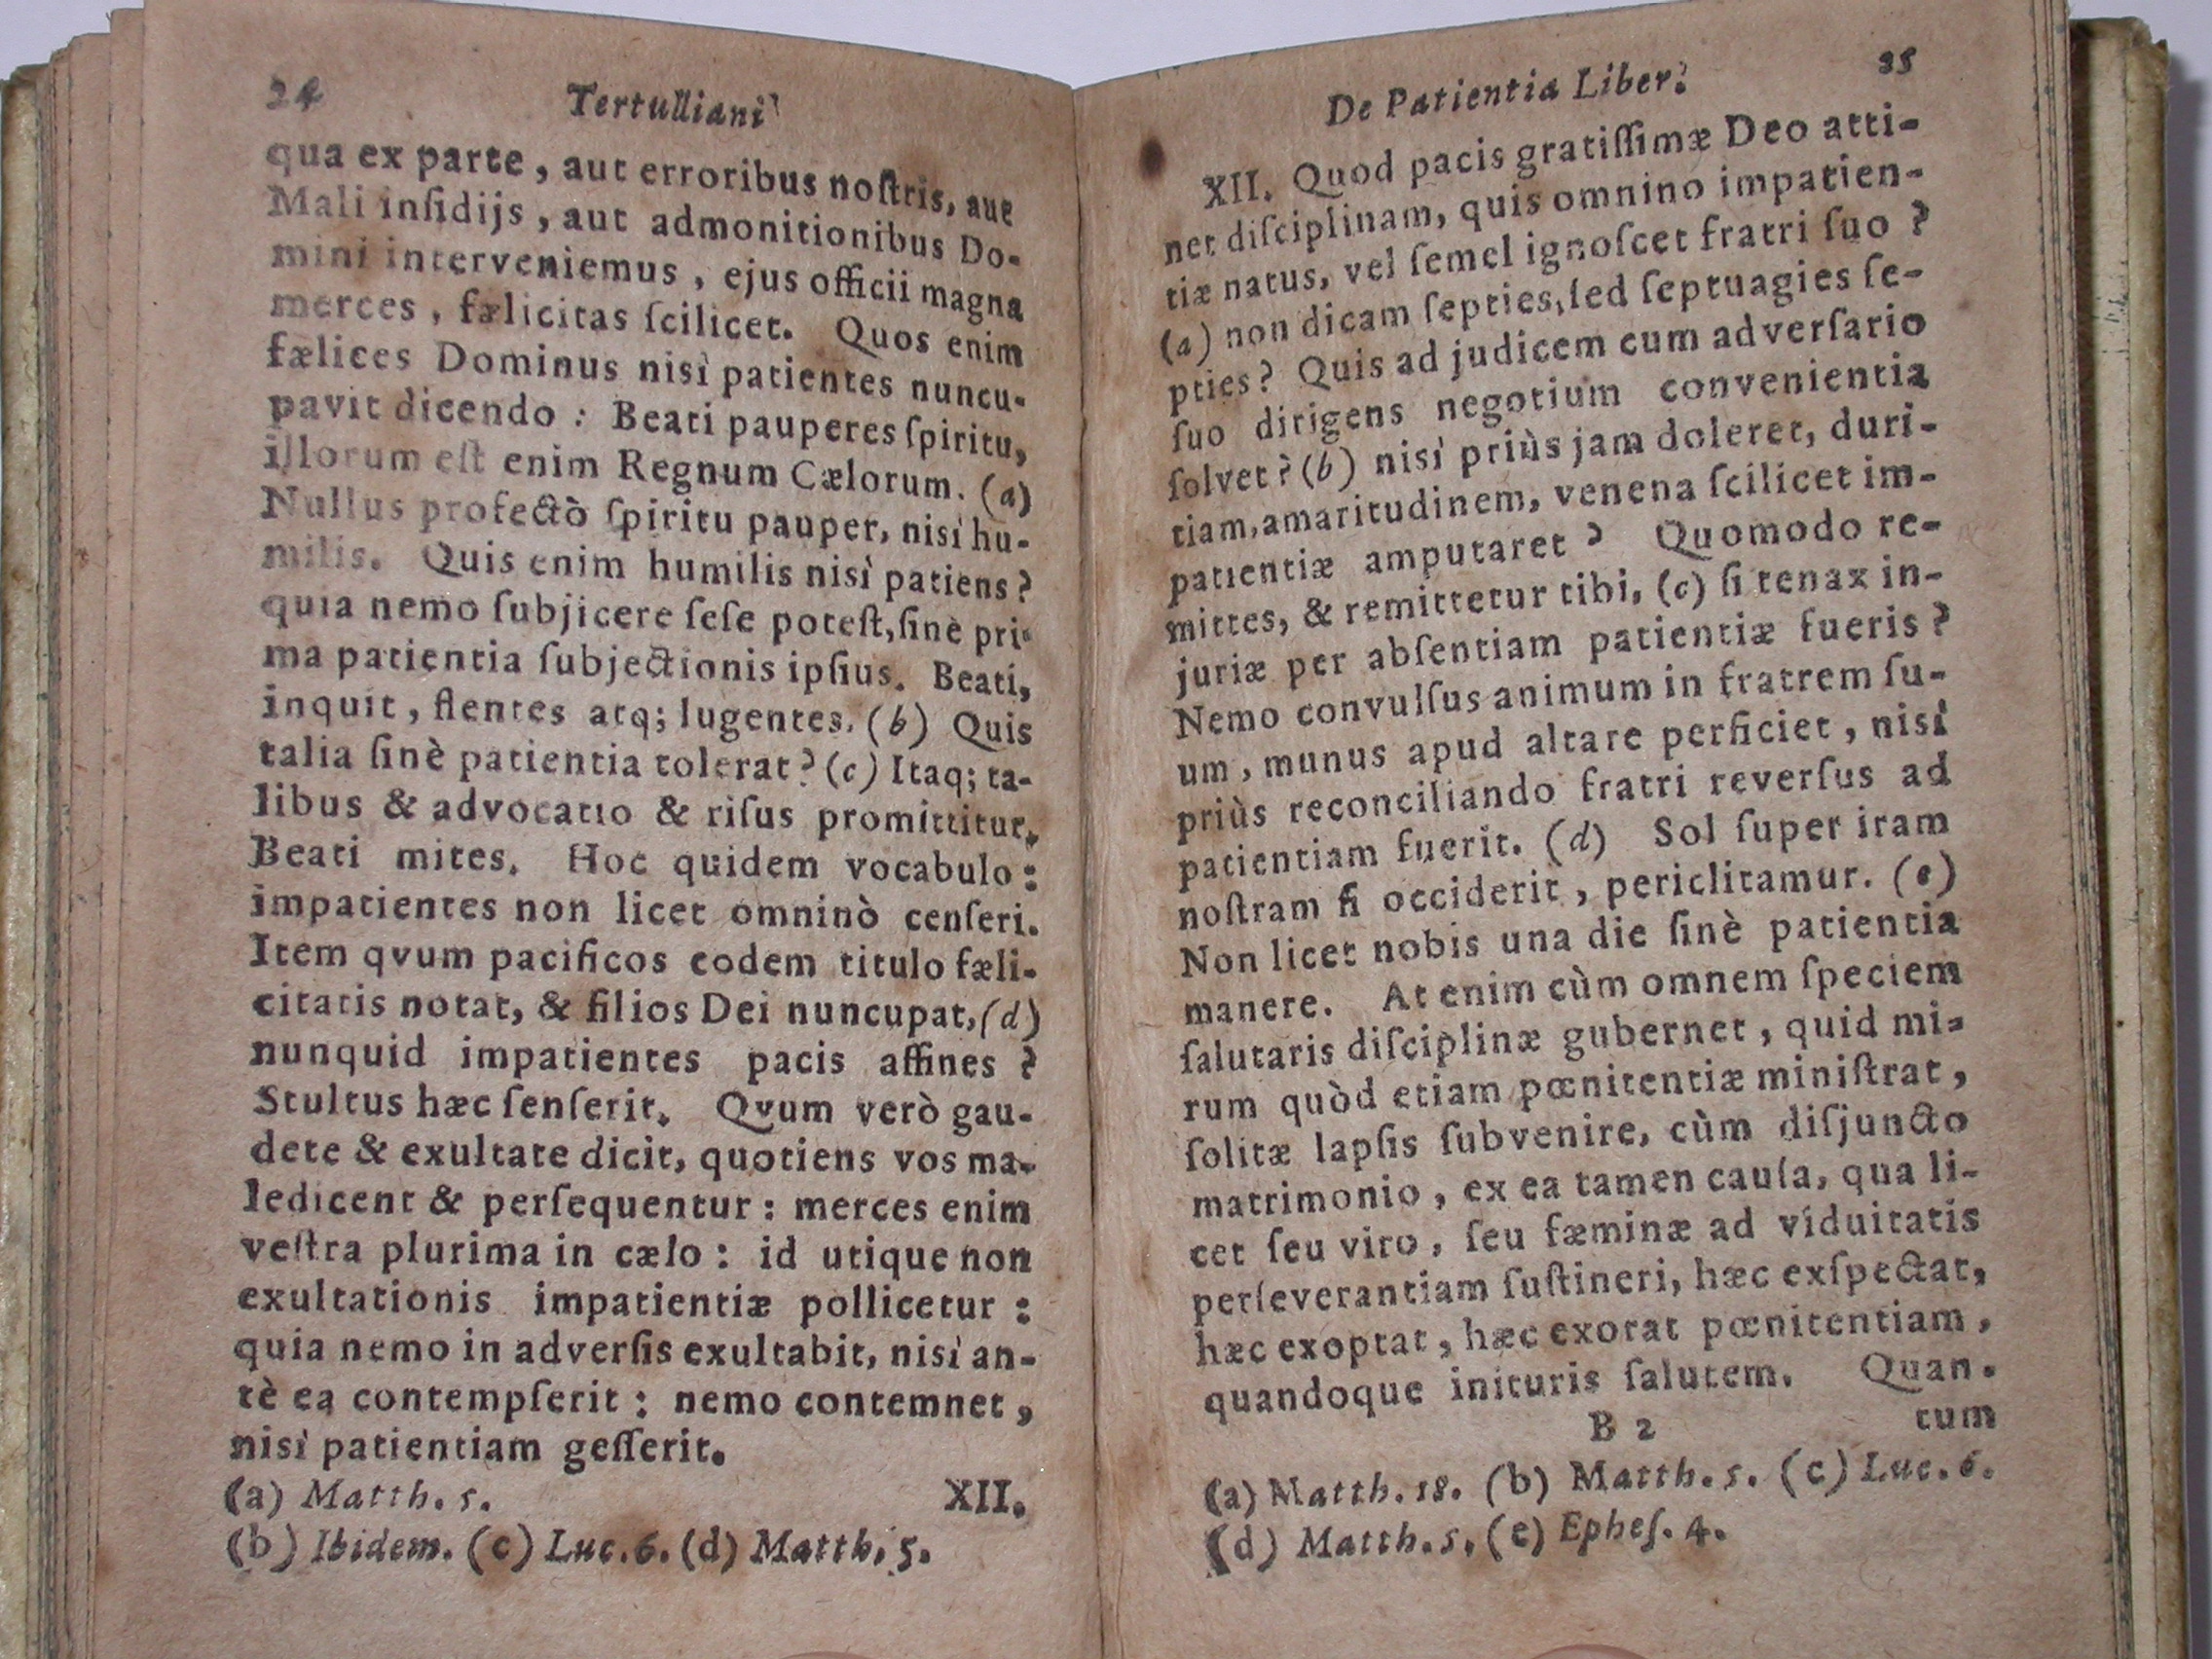 24 Tertulliani
qua ex parte, aut erroribus noſtris, aut
Mali inſidijs, aut admonitionibus Do-
mini interveniemus, ejus officii magna
merces, fælicitas ſcilicet. Quos enim
fælices Dominus nisì patientes nuncu-
pavit dicendo: Beati pauperes ſpiritu,
illorum eſt enim Regnum Cælorum. (a)
Nullus profectò ſpiritu pauper, nisì hu-
milis. Quis enim humilis nisì patiens?
quia nemo ſubjicere ſeſe poteſt, ſinè pri-
ma patientia ſubjectionis ipſius. Beati,
inquit, flentes atq; lugentes. (b) Quis
talia ſinè patientia tolerat? (c) Itaq; ta-
libus & advocatio & riſus promittitur.
Beati mites. Hoc quidem vocabulo:
impatientes non licet omninò cenſeri.
Item qvum pacificos eodem titulo fæli-
citatis notat, & filios Dei nuncupat, (d)
nunquid impatientes pacis affines?
Stultus hæc ſenſerit. Qvum verò gau-
dete & exultate dicit, quotiens vos ma-
ledicent & perſequentur: merces enim
veſtra plurima in cælo: id utique non
exultationis impatientiæ pollicetur:
quia nemo in adverſis exultabit, nisì an-
tè ea contempſerit: nemo contemnet,
nisì patientiam geſſerit.
(a) Matth. 5. XII.
(b) Ibidem. (c) Luc. 6. (d) Matth. 5.
De Patientia Liber. 25
XII. Quod pacis gratiſſimæ Deo atti-
net diſciplinam, quis omnino impatien-
tiæ natus, vel ſemel ignoſcet fratri ſuo?
(a) non dicam ſepties, ſed ſeptuagies ſe-
pties? Quis ad judicem cum adverſario
ſuo dirigens negotium convenientia
ſolvet? (b) nisì priùs jam doleret, duri-
tiam, amaritudinem, venena ſcilicet im-
patientiæ amputaret? Quomodo re-
mittes, & remittetur tibi, (c) ſi tenax in-
juriæ per abſentiam patientiæ fueris?
Nemo convulſus animum in fratrem ſu-
um, munus apud altare perficiet, nisì
priùs reconciliando fratri reverſus ad
patientiam fuerit. (d) Sol ſuper iram
noſtram ſi occiderit, periclitamur. (e)
Non licet nobis una die ſinè patientia
manere. At enim cùm omnem ſpeciem
ſalutaris diſciplinæ gubernet, quid mi-
rum quòd etiam pœnitentiæ miniſtrat,
ſolitæ lapſis ſubvenire, cùm disjuncto
matrimonio, ex ea tamen cauſa, qua li-
cet ſeu viro, ſeu fæminæ ad viduitatis
perſeverantiam ſuſtineri, hæc exſpectat,
hæc exoptat, hæc exorat pœnitentiam,
quandoque inituris ſalutem. Quan-
B 2 tum
(a) Matth. 18. (b) Matth. 5. (c) Luc. 6.
(d) Matth. 5. (e) Epheſ. 4.